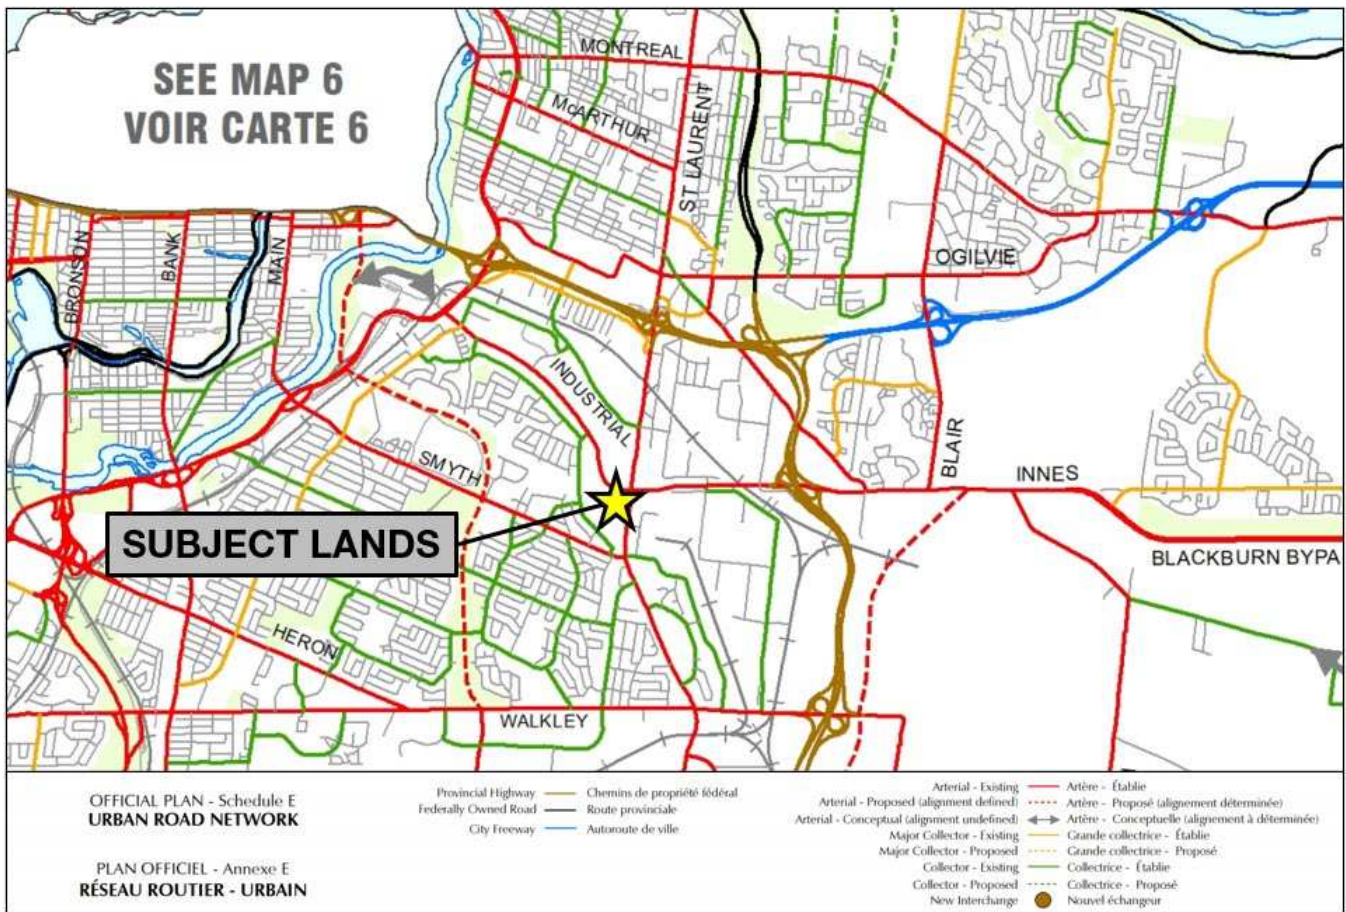 SEE MAP 6
VOIR CARTE 6
MONTREAL
McARTHUR
ST LAURENT
BRONSON
BANK
MAIN
OGILVIE
INDUSTRIAL
SMYTH
BLAIR
INNES
SUBJECT LANDS
BLACKBURN BYPA
HERON
WALKLEY
OFFICIAL PLAN - Schedule E
URBAN ROAD NETWORK
PLAN OFFICIEL - Annexe E
RÉSEAU ROUTIER - URBAIN
Provincial Highway Chemins de propriété fédéral
Federally Owned Road Route provinciale
City Freeway Autoroute de ville
Arterial - Existing Artère - Établie
Arterial - Proposed (alignment defined) Artère - Proposé (alignement déterminée)
Arterial - Conceptual (alignment undefined) Artère - Conceptuelle (alignement à déterminée)
Major Collector - Existing Grande collectrice - Établie
Major Collector - Proposed Grande collectrice - Proposé
Collector - Existing Collectrice - Établie
Collector - Proposed Collectrice - Proposé
New Interchange Nouvel échangeur